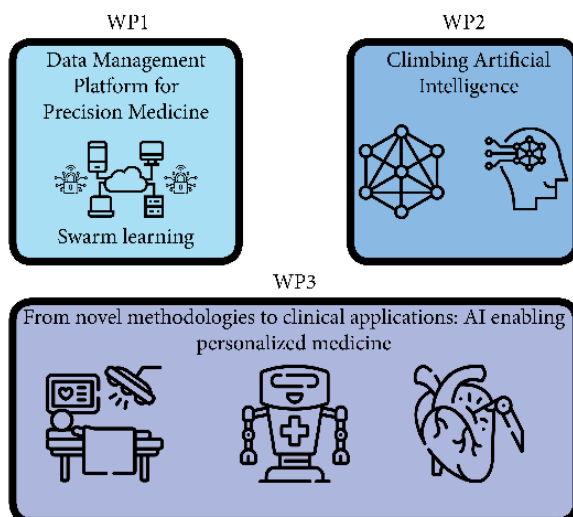 WP1
Data Management
Platform for
Precision Medicine
Swarm learning
WP2
Climbing Artificial
Intelligence
WP3
From novel methodologies to clinical applications: AI enabling
personalized medicine